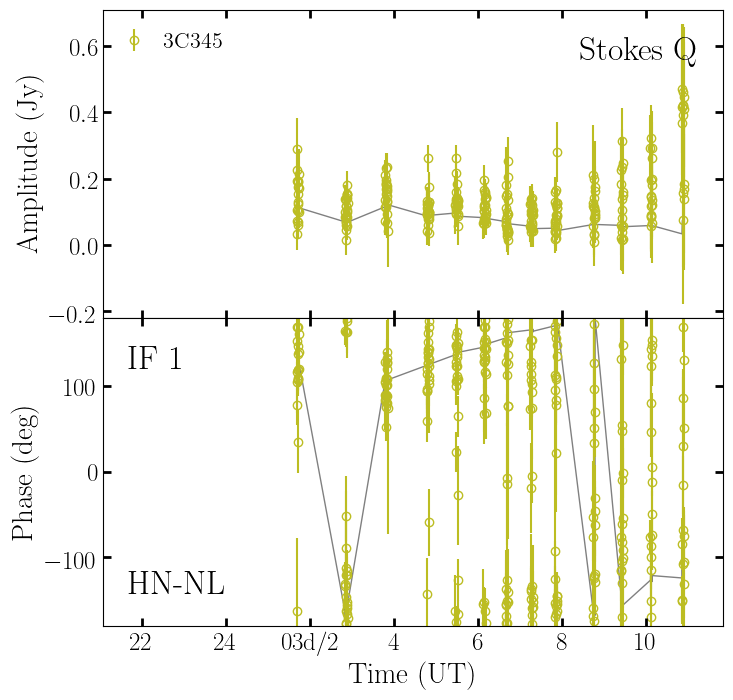 3C345
Stokes Q
0.6
0.4
0.2
0.0
−0.2
Amplitude (Jy)
IF 1
HN-NL
100
0
−100
Phase (deg)
22 24 03d/2 4 6 8 10
Time (UT)